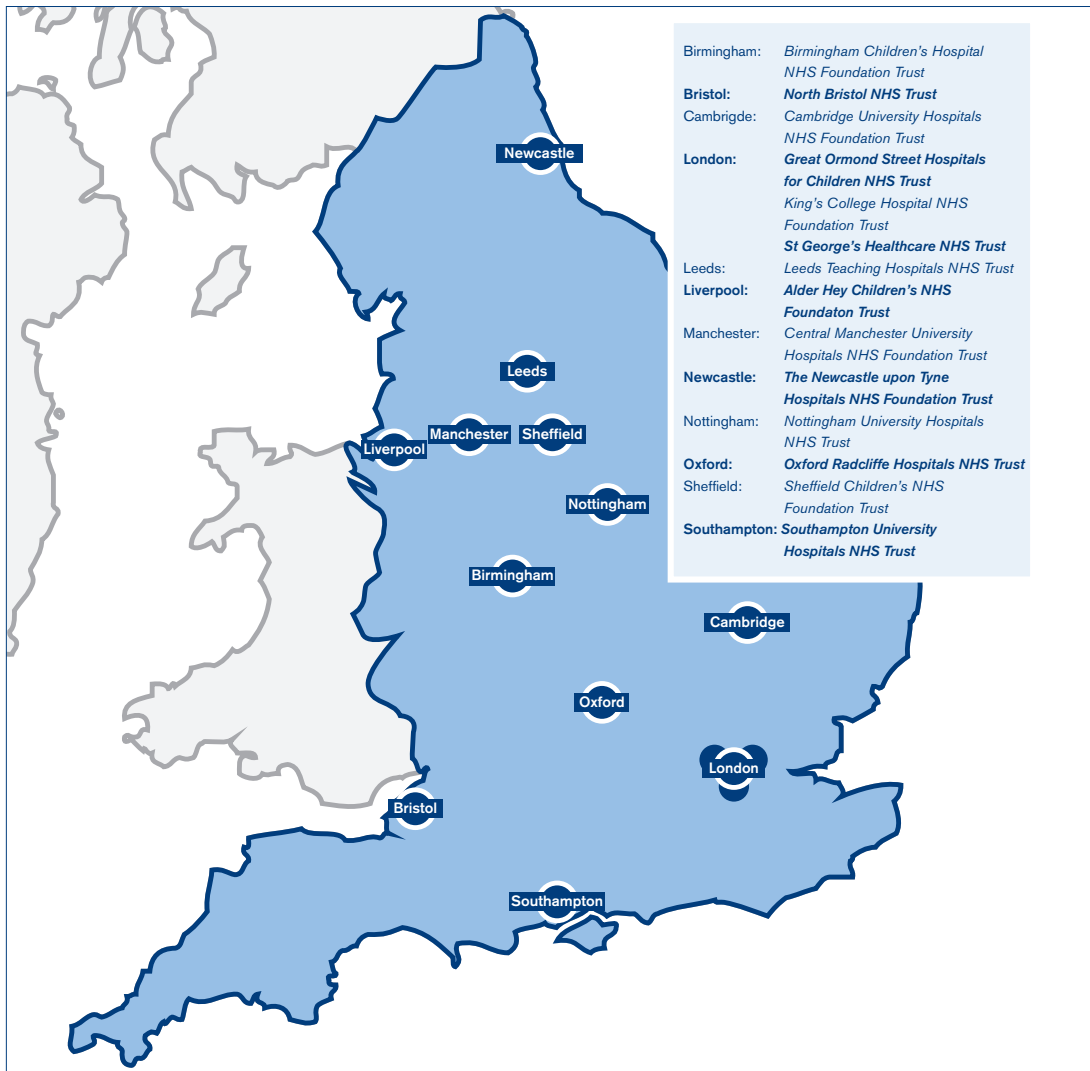 Birmingham: Birmingham Children's Hospital
NHS Foundation Trust
Bristol: North Bristol NHS Trust
Cambrigde: Cambridge University Hospitals
NHS Foundation Trust
London: Great Ormond Street Hospitals
for Children NHS Trust
King's College Hospital NHS
Foundation Trust
St George's Healthcare NHS Trust
Leeds: Leeds Teaching Hospitals NHS Trust
Liverpool: Alder Hey Children's NHS
Foundaton Trust
Manchester: Central Manchester University
Hospitals NHS Foundation Trust
Newcastle: The Newcastle upon Tyne
Hospitals NHS Foundation Trust
Nottingham: Nottingham University Hospitals
NHS Trust
Oxford: Oxford Radcliffe Hospitals NHS Trust
Sheffield: Sheffield Children's NHS
Foundation Trust
Southampton: Southampton University
Hospitals NHS Trust
Newcastle
Leeds
Manchester
Sheffield
Liverpool
Nottingham
Birmingham
Cambridge
Oxford
London
Bristol
Southampton